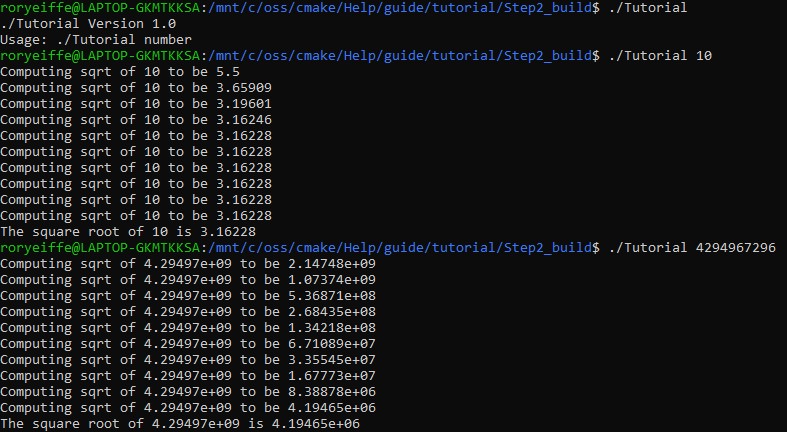 roryeiffe@LAPTOP-GKMTKKSA:/mnt/c/oss/cmake/Help/guide/tutorial/Step2_build$ ./Tutorial
./Tutorial Version 1.0
Usage: ./Tutorial number
roryeiffe@LAPTOP-GKMTKKSA:/mnt/c/oss/cmake/Help/guide/tutorial/Step2_build$ ./Tutorial 10
Computing sqrt of 10 to be 5.5
Computing sqrt of 10 to be 3.65909
Computing sqrt of 10 to be 3.19601
Computing sqrt of 10 to be 3.16246
Computing sqrt of 10 to be 3.16228
Computing sqrt of 10 to be 3.16228
Computing sqrt of 10 to be 3.16228
Computing sqrt of 10 to be 3.16228
Computing sqrt of 10 to be 3.16228
Computing sqrt of 10 to be 3.16228
The square root of 10 is 3.16228
roryeiffe@LAPTOP-GKMTKKSA:/mnt/c/oss/cmake/Help/guide/tutorial/Step2_build$ ./Tutorial 4294967296
Computing sqrt of 4.29497e+09 to be 2.14748e+09
Computing sqrt of 4.29497e+09 to be 1.07374e+09
Computing sqrt of 4.29497e+09 to be 5.36871e+08
Computing sqrt of 4.29497e+09 to be 2.68435e+08
Computing sqrt of 4.29497e+09 to be 1.34218e+08
Computing sqrt of 4.29497e+09 to be 6.71089e+07
Computing sqrt of 4.29497e+09 to be 3.35545e+07
Computing sqrt of 4.29497e+09 to be 1.67773e+07
Computing sqrt of 4.29497e+09 to be 8.38878e+06
Computing sqrt of 4.29497e+09 to be 4.19465e+06
The square root of 4.29497e+09 is 4.19465e+06